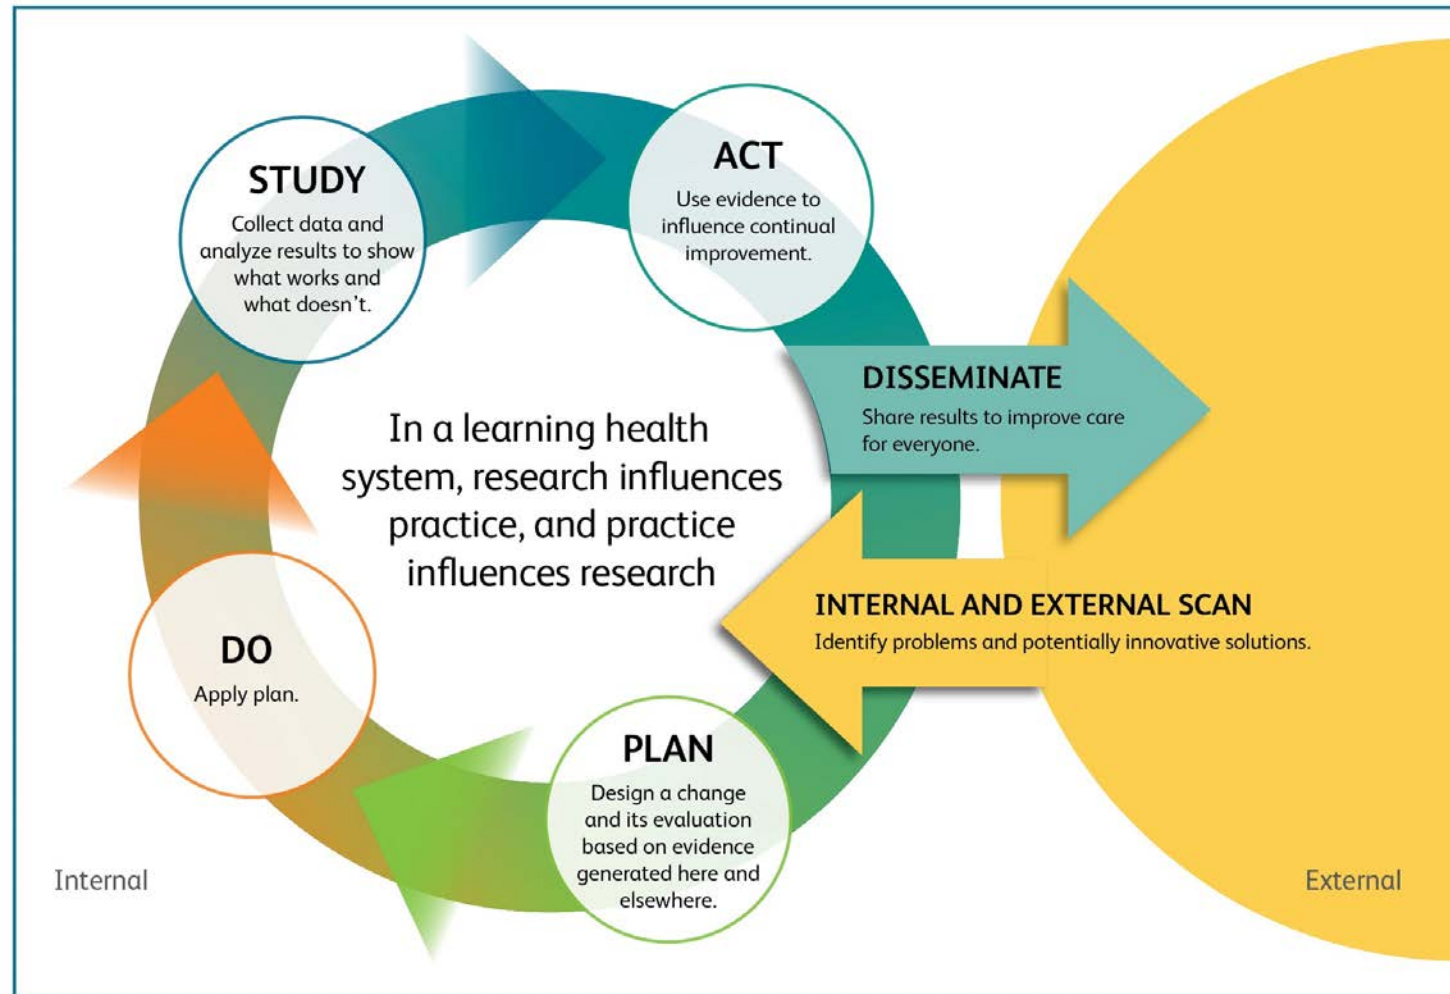 STUDY
Collect data and
analyze results to show
what works and
what doesn't.
ACT
Use evidence to
influence continual
improvement.
DISSEMINATE
Share results to improve care
for everyone.
In a learning health
system, research influences
practice, and practice
influences research
INTERNAL AND EXTERNAL SCAN
Identify problems and potentially innovative solutions.
DO
Apply plan.
PLAN
Design a change
and its evaluation
based on evidence
generated here and
elsewhere.
Internal
External